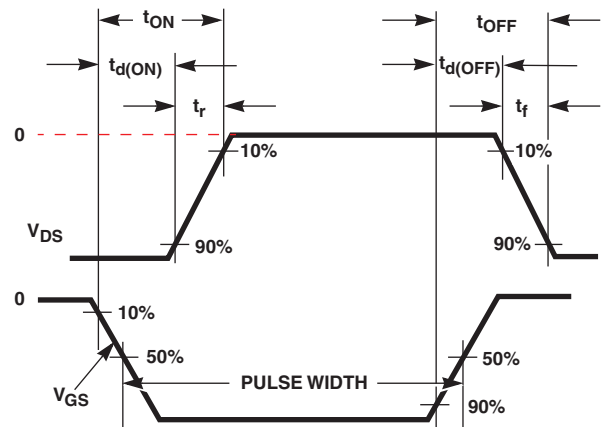 tON tOFF
td(ON) td(OFF)
tr tf
0
10% 10%
VDS
90% 90%
0
10%
50% 50%
VGS
PULSE WIDTH
90%